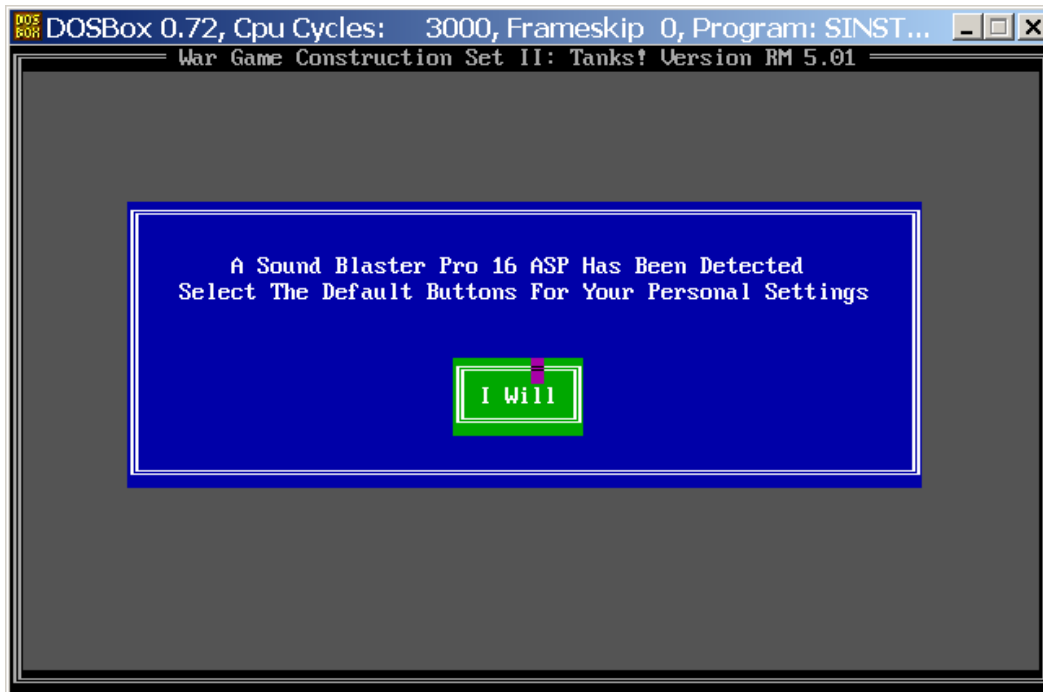 DOSBox 0.72, Cpu Cycles: 3000, Frameskip 0, Program: SINST...
War Game Construction Set II: Tanks! Version RM 5.01
A Sound Blaster Pro 16 ASP Has Been Detected
Select The Default Buttons For Your Personal Settings
I Will